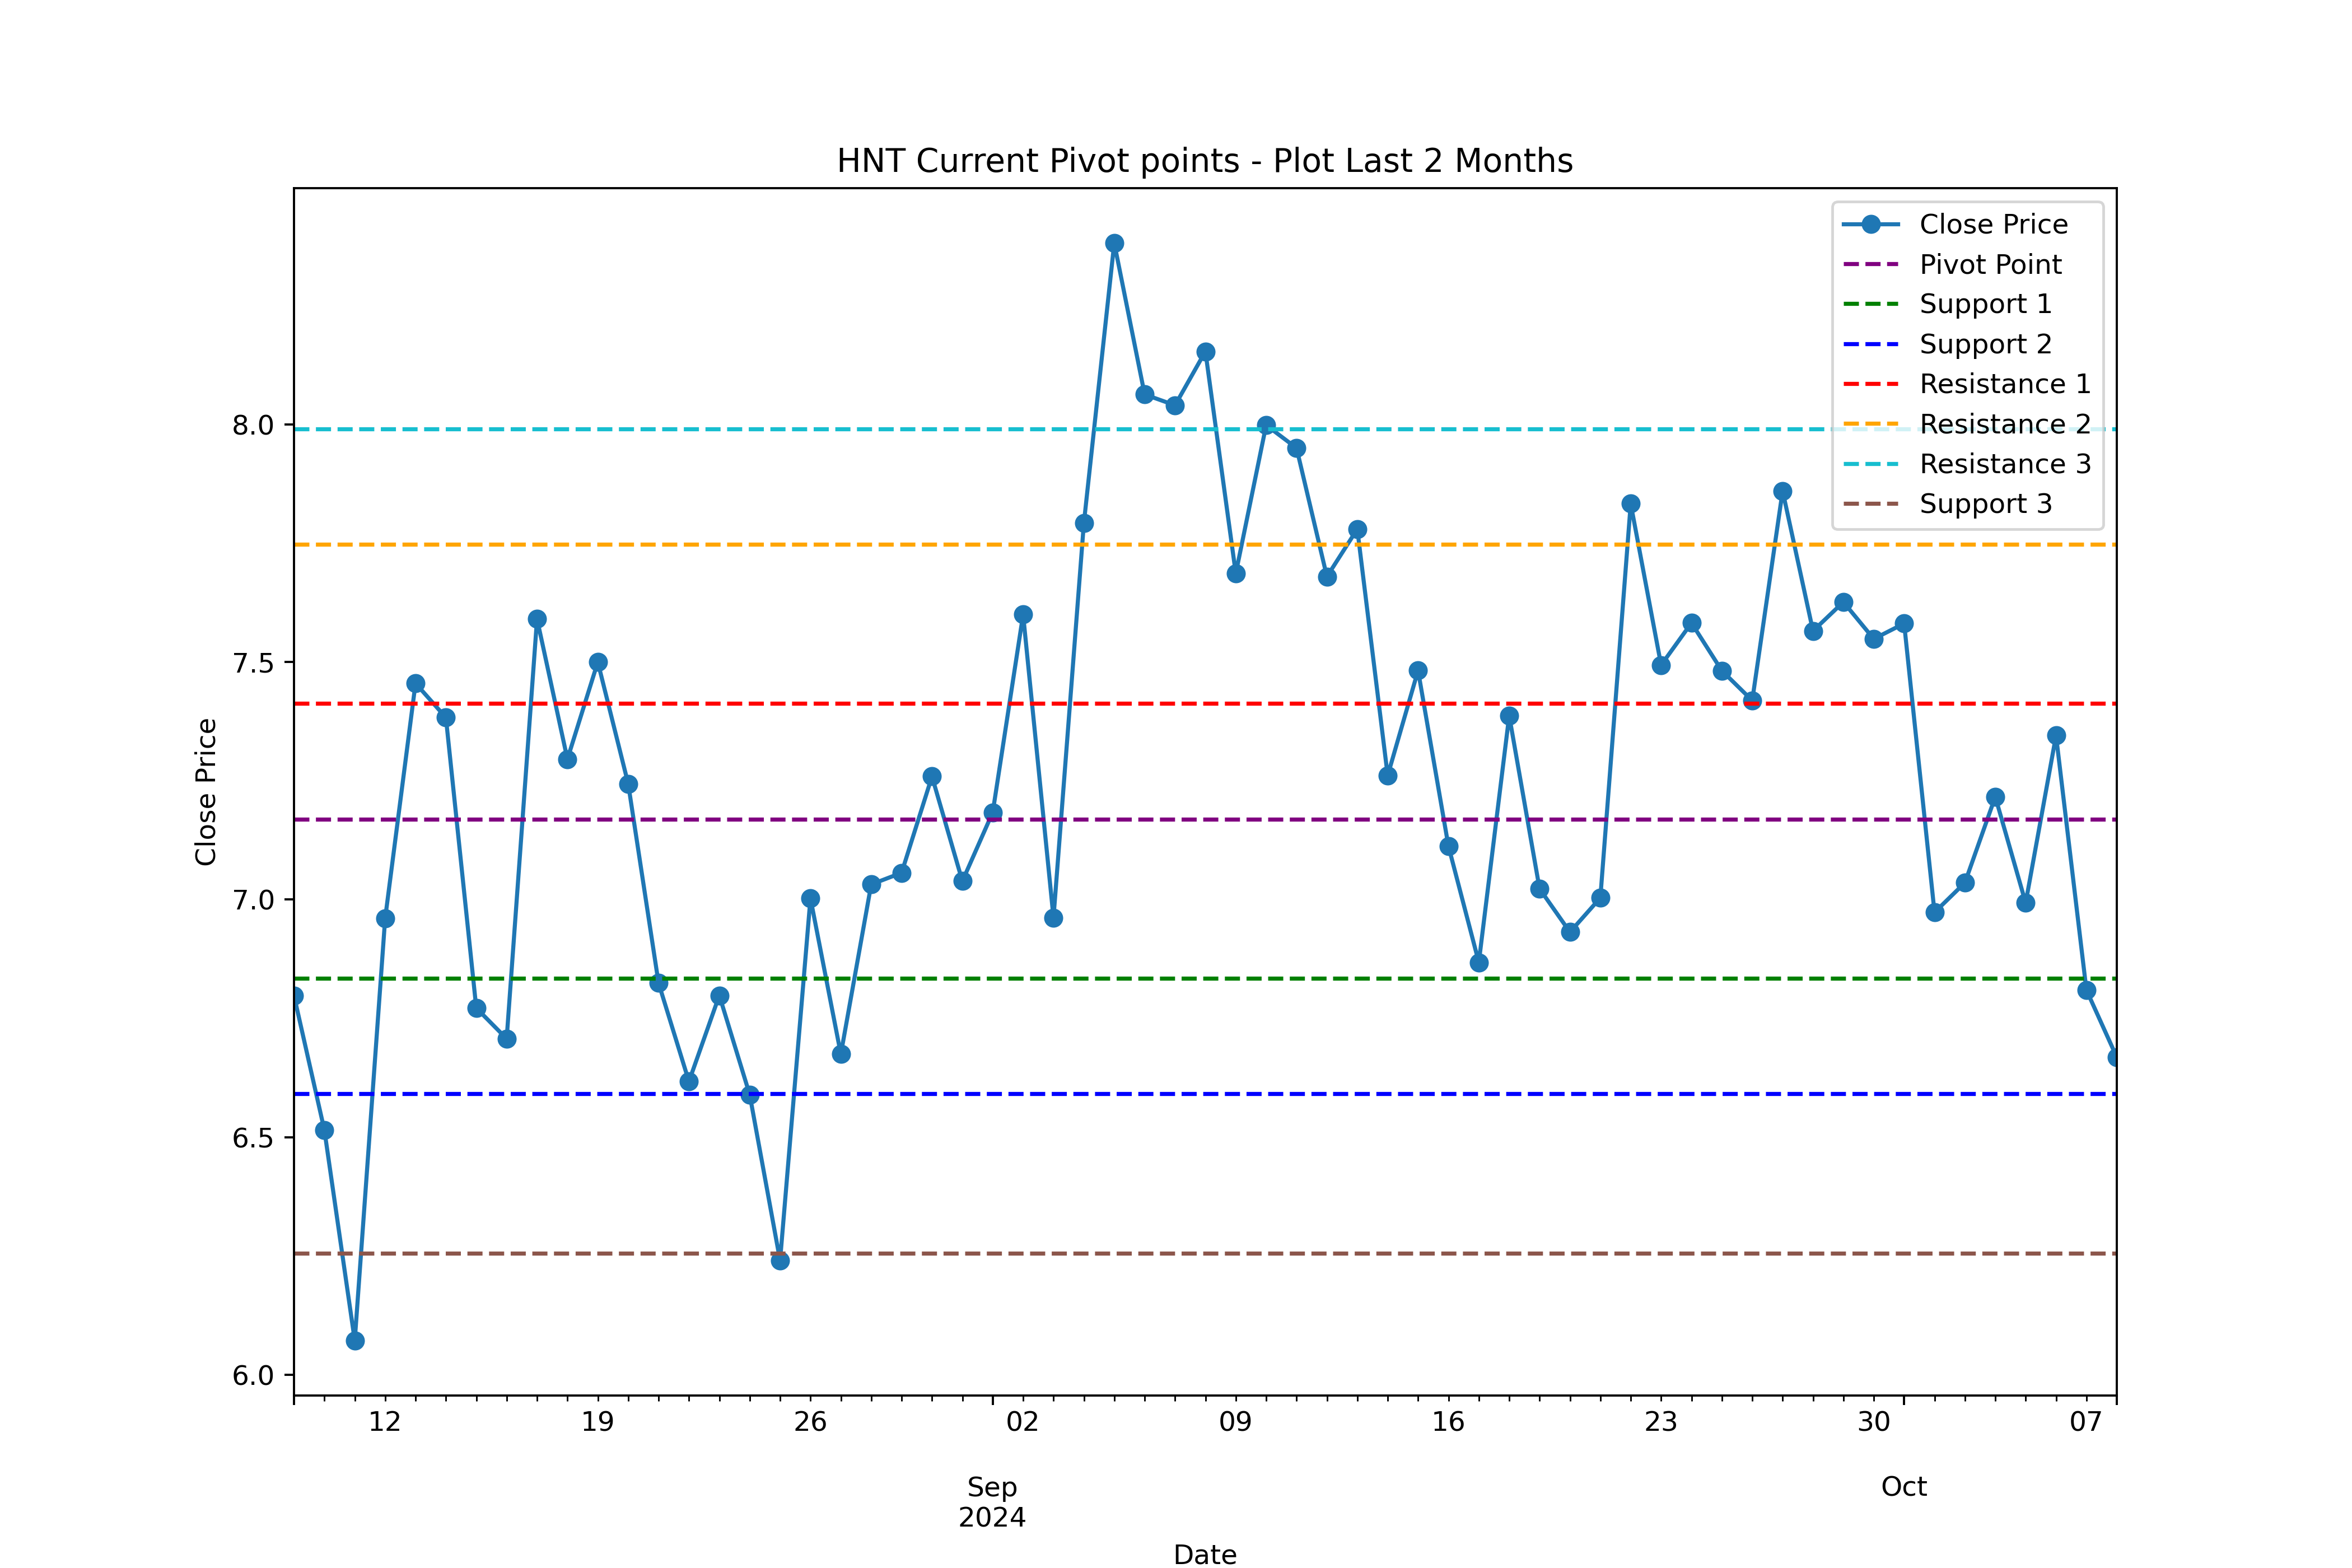 HNT Current Pivot points - Plot Last 2 Months
Close Price
Pivot Point
Support 1
Support 2
Resistance 1
Resistance 2
Resistance 3
Support 3
8.0
7.5
7.0
6.5
6.0
Close Price
12 19 26 02 09 16 23 30 07
Sep Oct
2024
Date